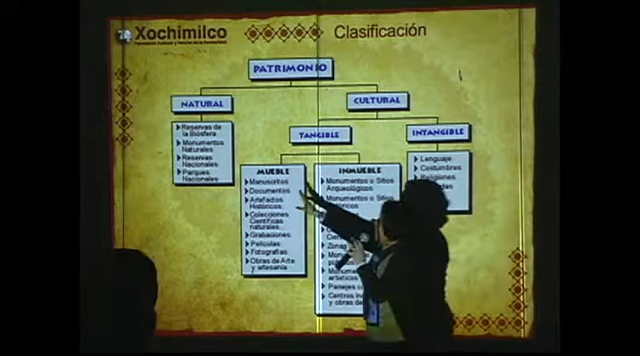 Xochimilco
Clasificación
PATRIMONIO
NATURAL
CULTURAL
TANGIBLE
INTANGIBLE
Reservas de
la Biósfera
Monumentos
Naturales
Reservas
Nacionales
Parques
Nacionales
MUEBLE
Manuscritos
Documentos
Artefactos
Históricos
Colecciones
Científicas
naturales
Grabaciones
Películas
Fotografías
Obras de Arte
y artesanía
INMUEBLE
Monumentos o Sitios
Arqueológicos
Monumentos o Sitios
Lenguaje
Costumbres
Religiones